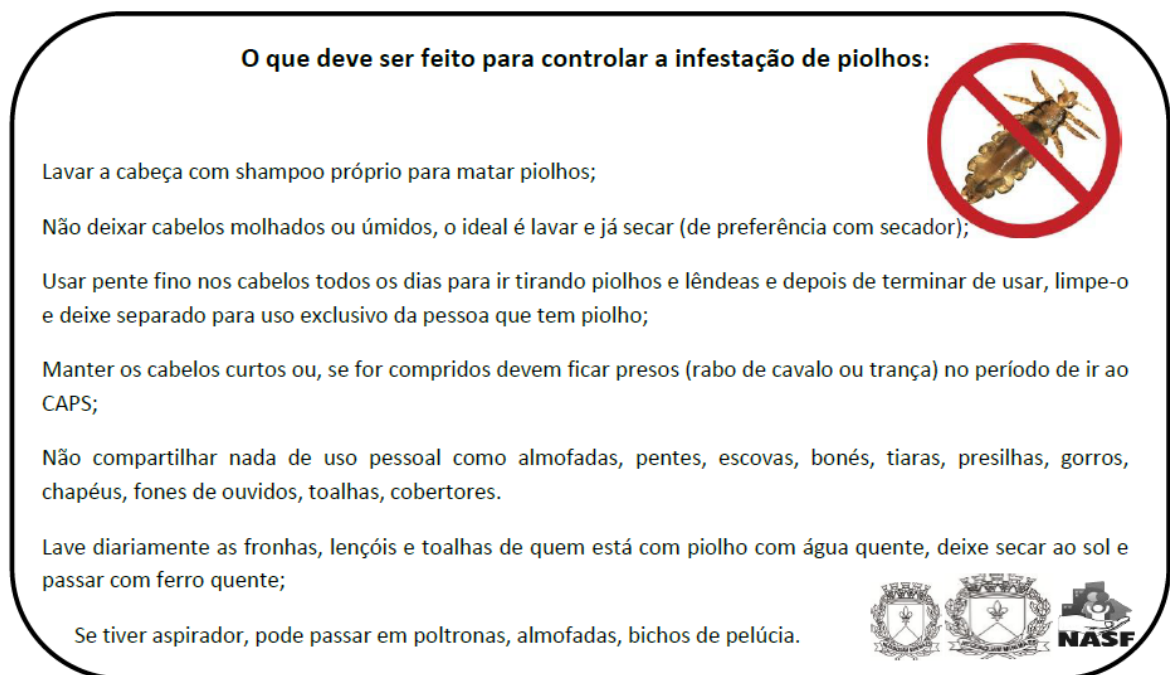 O que deve ser feito para controlar a infestação de piolhos:
Lavar a cabeça com shampoo próprio para matar piolhos;
Não deixar cabelos molhados ou úmidos, o ideal é lavar e já secar (de preferência com secador);
Usar pente fino nos cabelos todos os dias para ir tirando piolhos e lêndeas e depois de terminar de usar, limpe-o
e deixe separado para uso exclusivo da pessoa que tem piolho;
Manter os cabelos curtos ou, se for compridos devem ficar presos (rabo de cavalo ou trança) no período de ir ao
CAPS;
Não compartilhar nada de uso pessoal como almofadas, pentes, escovas, bonés, tiaras, presilhas, gorros,
chapéus, fones de ouvidos, toalhas, cobertores.
Lave diariamente as fronhas, lençóis e toalhas de quem está com piolho com água quente, deixe secar ao sol e
passar com ferro quente;
Se tiver aspirador, pode passar em poltronas, almofadas, bichos de pelúcia.
NASF